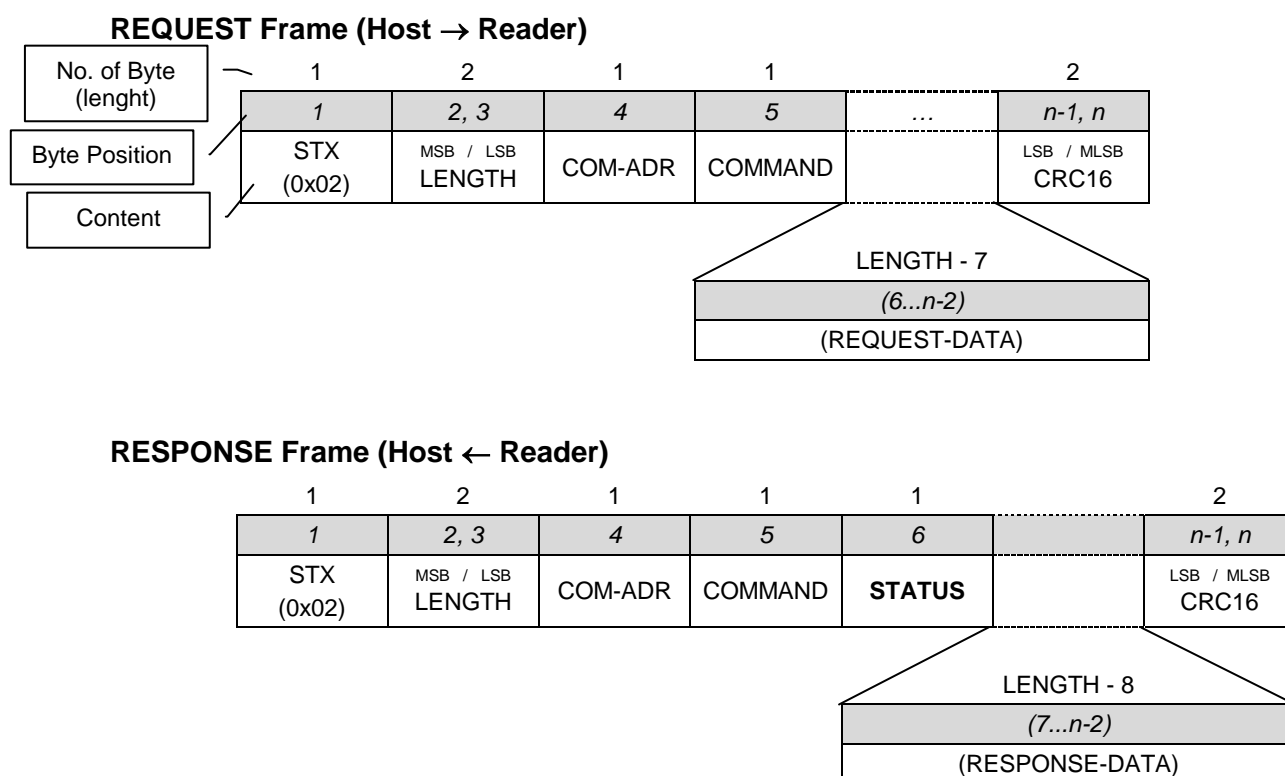 REQUEST Frame (Host → Reader)
No. of Byte
(lenght)
1 2 1 1 2
Byte Position
1 2, 3 4 5 … n-1, n
Content
STX
(0x02)
MSB / LSB
LENGTH
COM-ADR
COMMAND
LSB / MLSB
CRC16
LENGTH - 7
(6...n-2)
(REQUEST-DATA)
RESPONSE Frame (Host ← Reader)
1 2 1 1 1 2
1 2, 3 4 5 6 n-1, n
STX
(0x02)
MSB / LSB
LENGTH
COM-ADR
COMMAND
STATUS
LSB / MLSB
CRC16
LENGTH - 8
(7...n-2)
(RESPONSE-DATA)